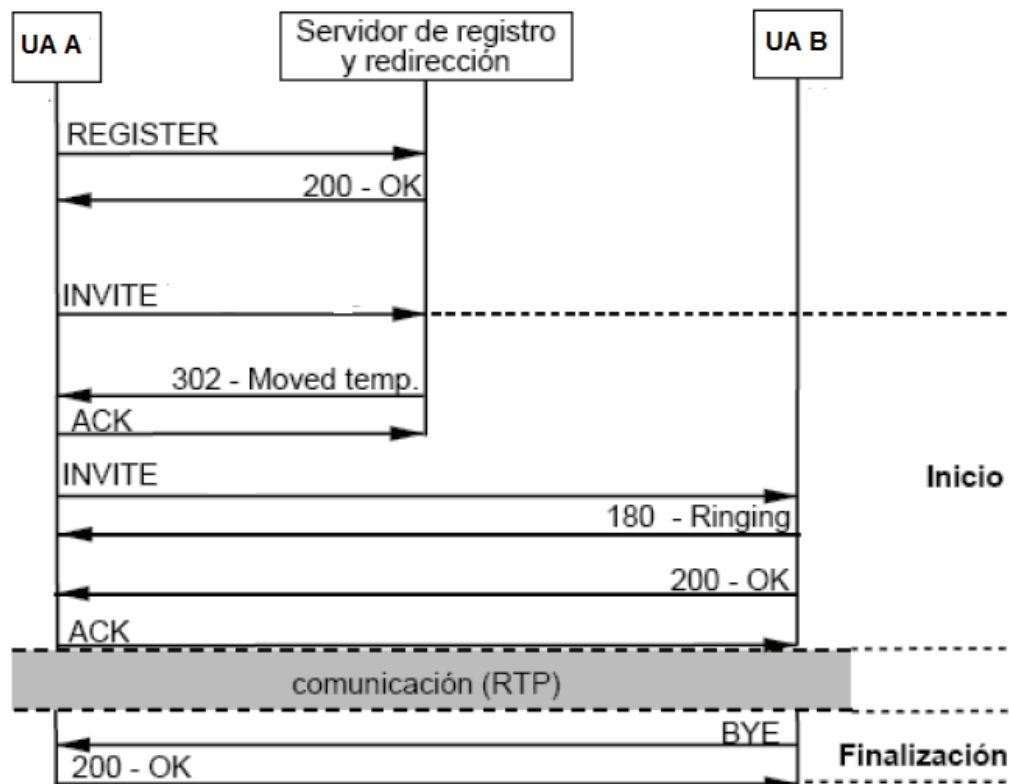 UA A
Servidor de registro
y redirección
UA B
REGISTER
200 - OK
INVITE
302 - Moved temp.
ACK
INVITE
Inicio
180 - Ringing
200 - OK
ACK
comunicación (RTP)
BYE
Finalización
200 - OK